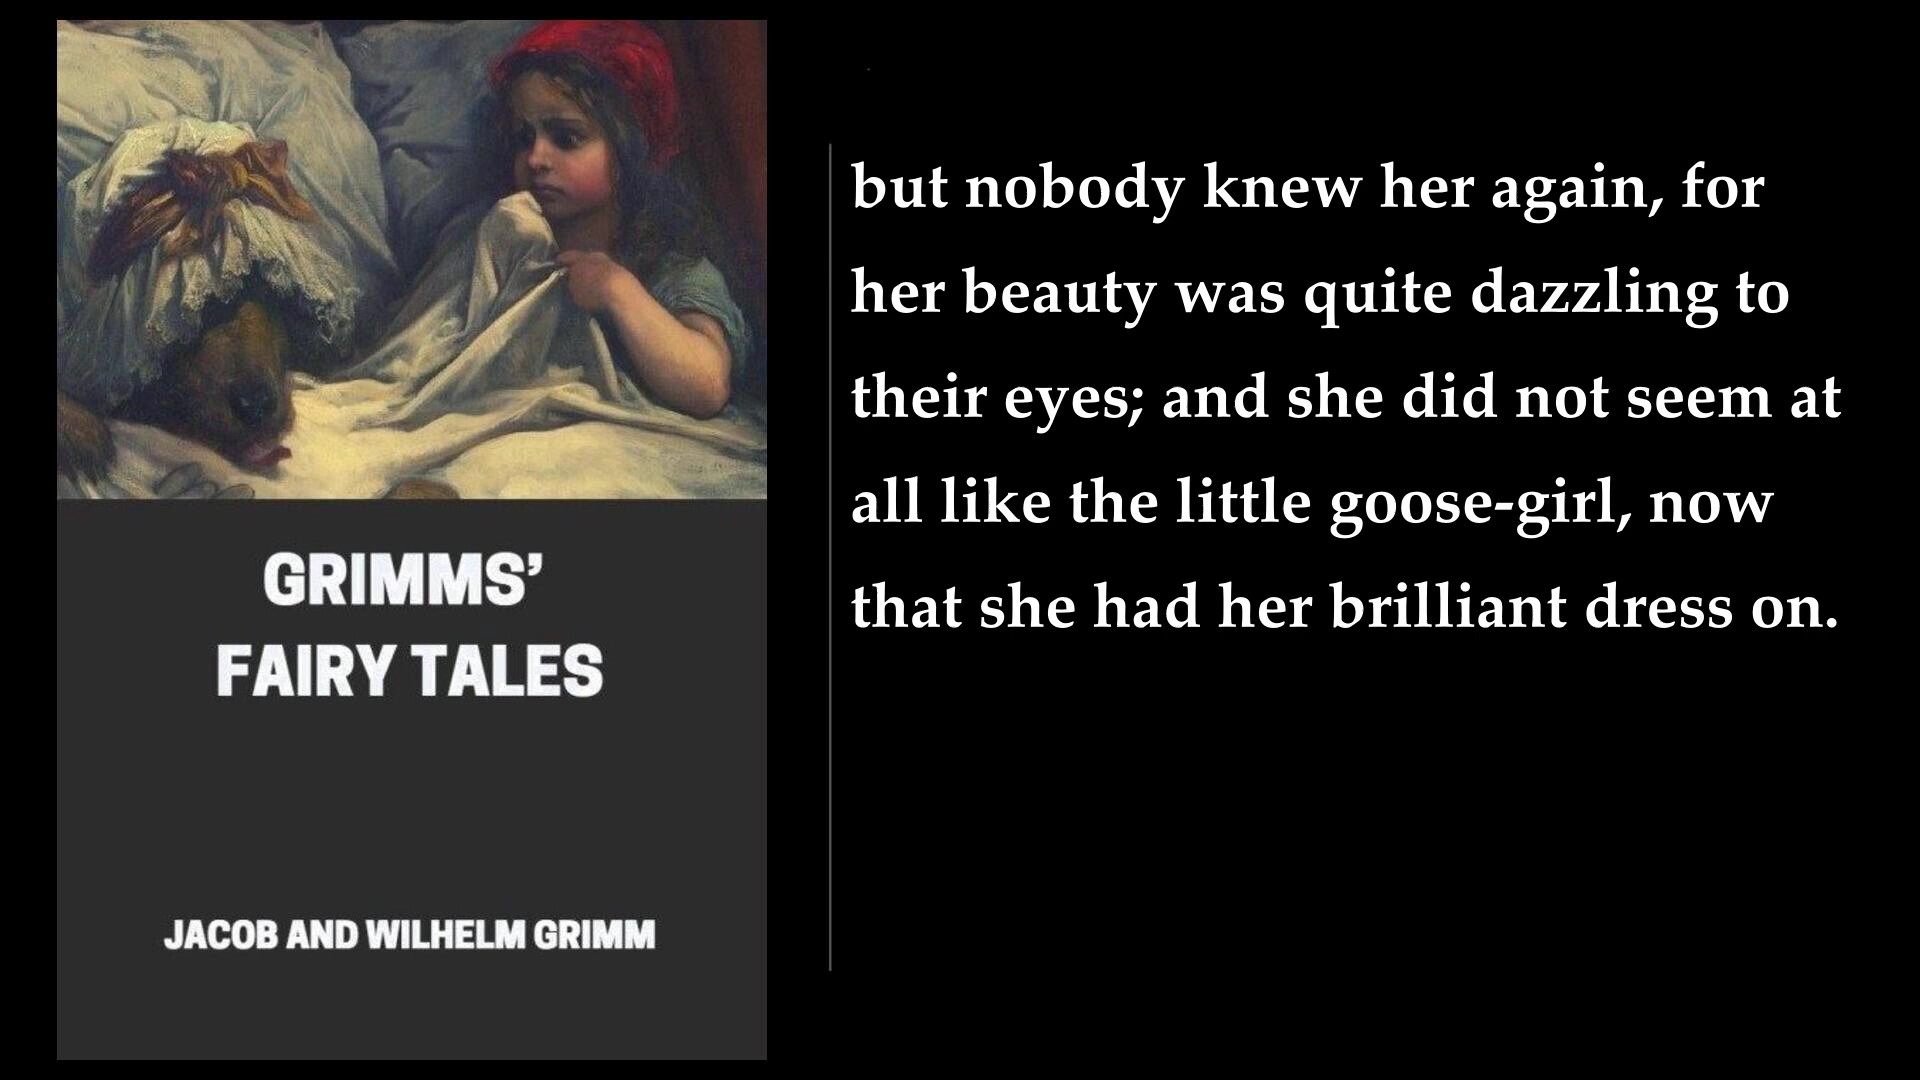 GRIMMS’
FAIRY TALES
JACOB AND WILHELM GRIMM
but nobody knew her again, for
her beauty was quite dazzling to
their eyes; and she did not seem at
all like the little goose-girl, now
that she had her brilliant dress on.